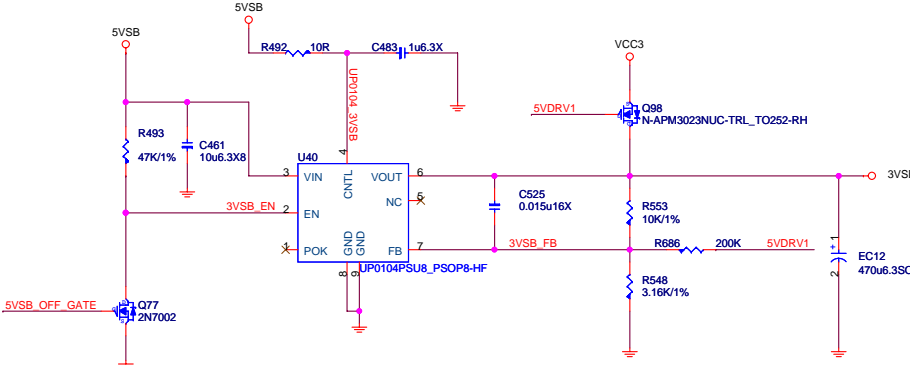 5VSB
5VSB
R492
10R
C483
1u6.3X
VCC3
UP0104_3VSB
5VDRV1
Q98
N-APM3023NUC-TRL_TO252-RH
R493
47K/1%
C461
10u6.3X8
U40
4
3
VIN
CNTL
VOUT
6
3VSB
NC
5
C525
0.015u16X
R553
10K/1%
3VSB_EN
2
EN
1
POK
GND
GND
FB
7
3VSB_FB
R686
200K
5VDRV1
1
+
EC12
470u6.3SO
2
8
9
UP0104PSU8_PSOP8-HF
R548
3.16K/1%
5VSB_OFF_GATE
Q77
2N7002